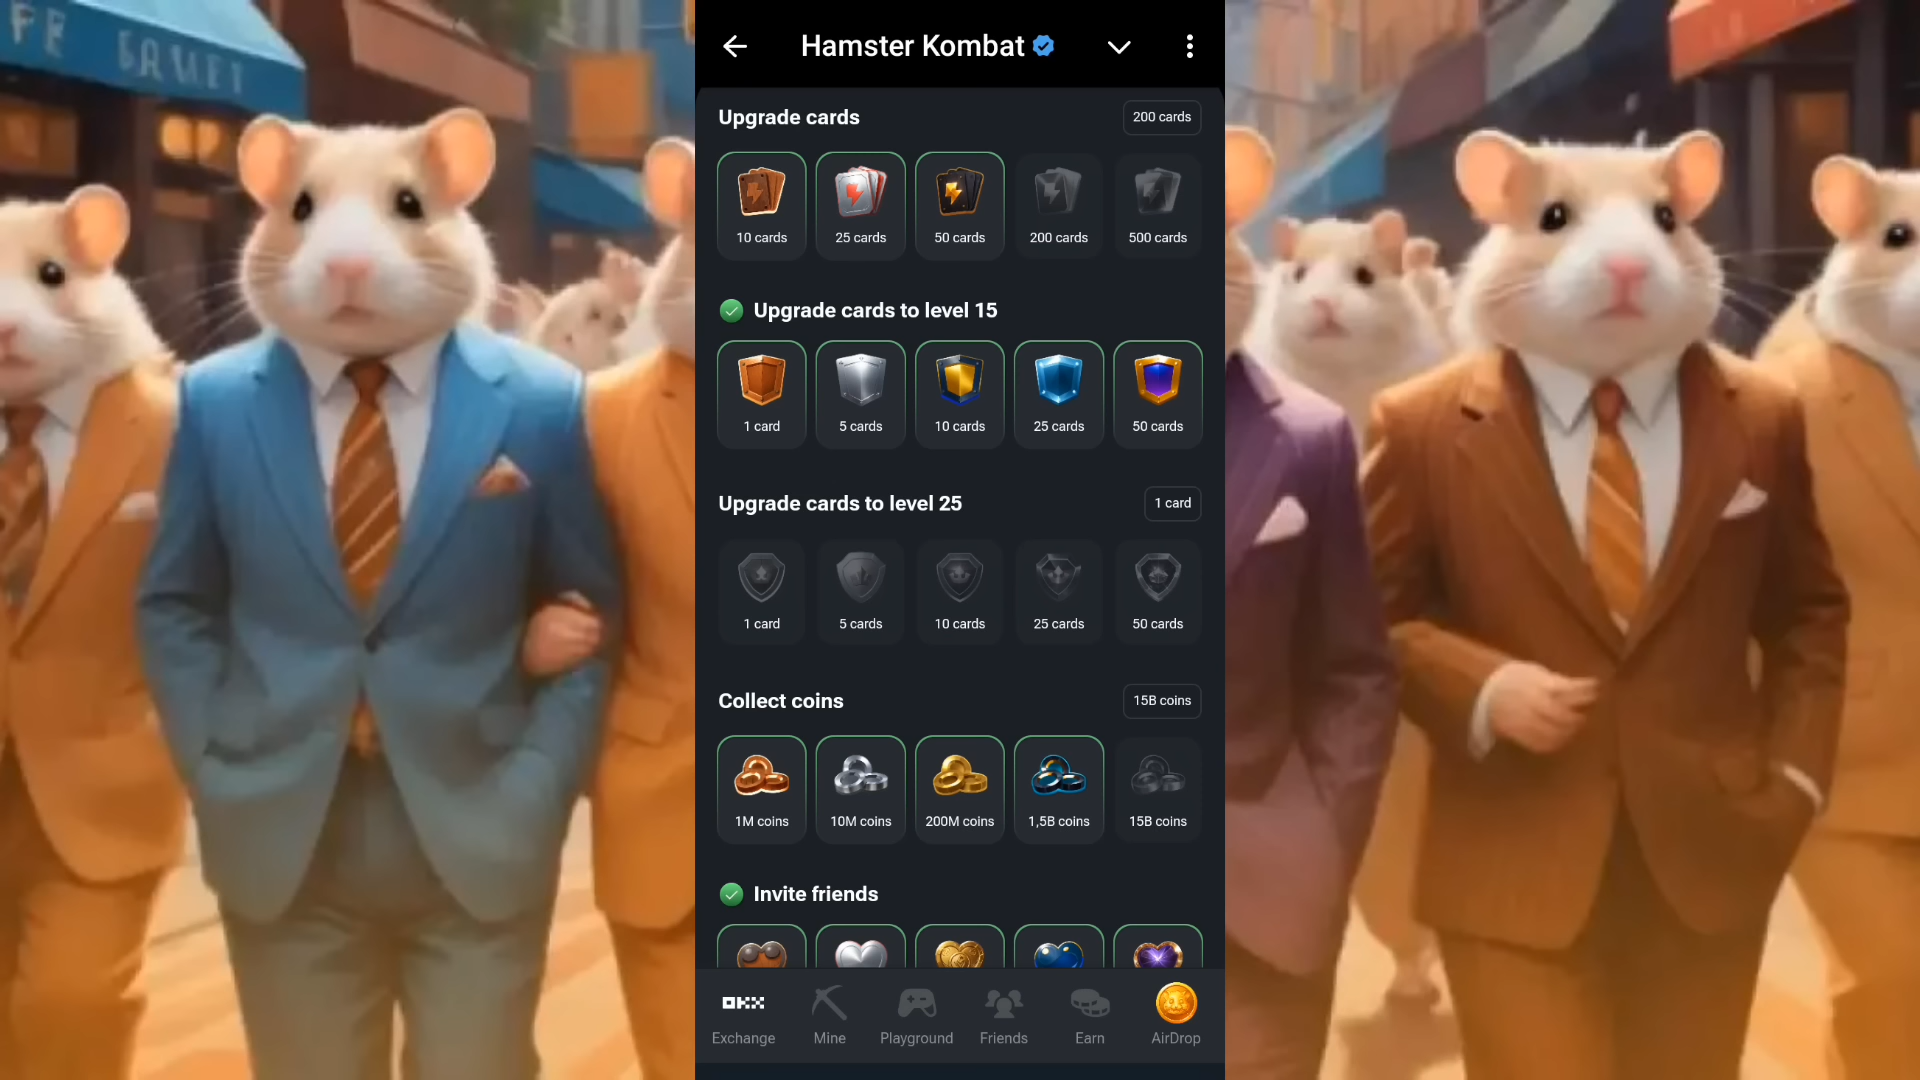 Hamster Kombat
Upgrade cards
200 cards
10 cards
25 cards
50 cards
200 cards
500 cards
Upgrade cards to level 15
1 card
5 cards
10 cards
25 cards
50 cards
Upgrade cards to level 25
1 card
1 card
5 cards
10 cards
25 cards
50 cards
Collect coins
15B coins
1M coins
10M coins
200M coins
1,5B coins
15B coins
Invite friends
OKX
Exchange
Mine
Playground
Friends
Earn
AirDrop